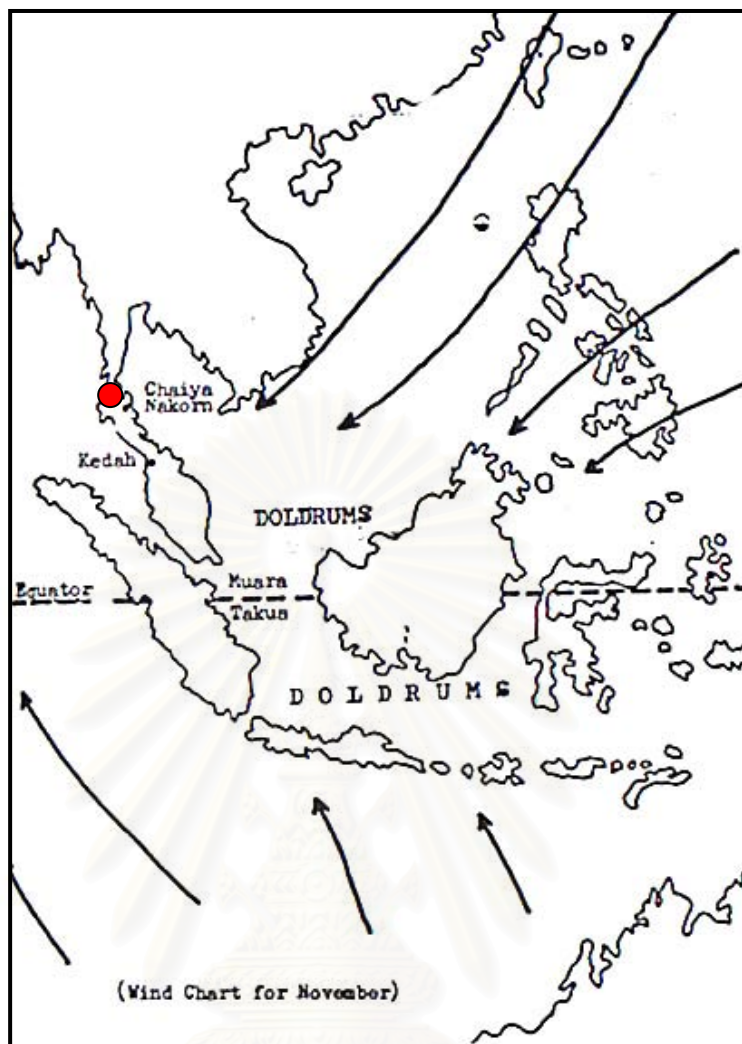 Chaiya
Nakorn
Kedah
DOLDRUMS
Equator
Muara
Takus
DOLDRUMS
(Wind Chart for November)